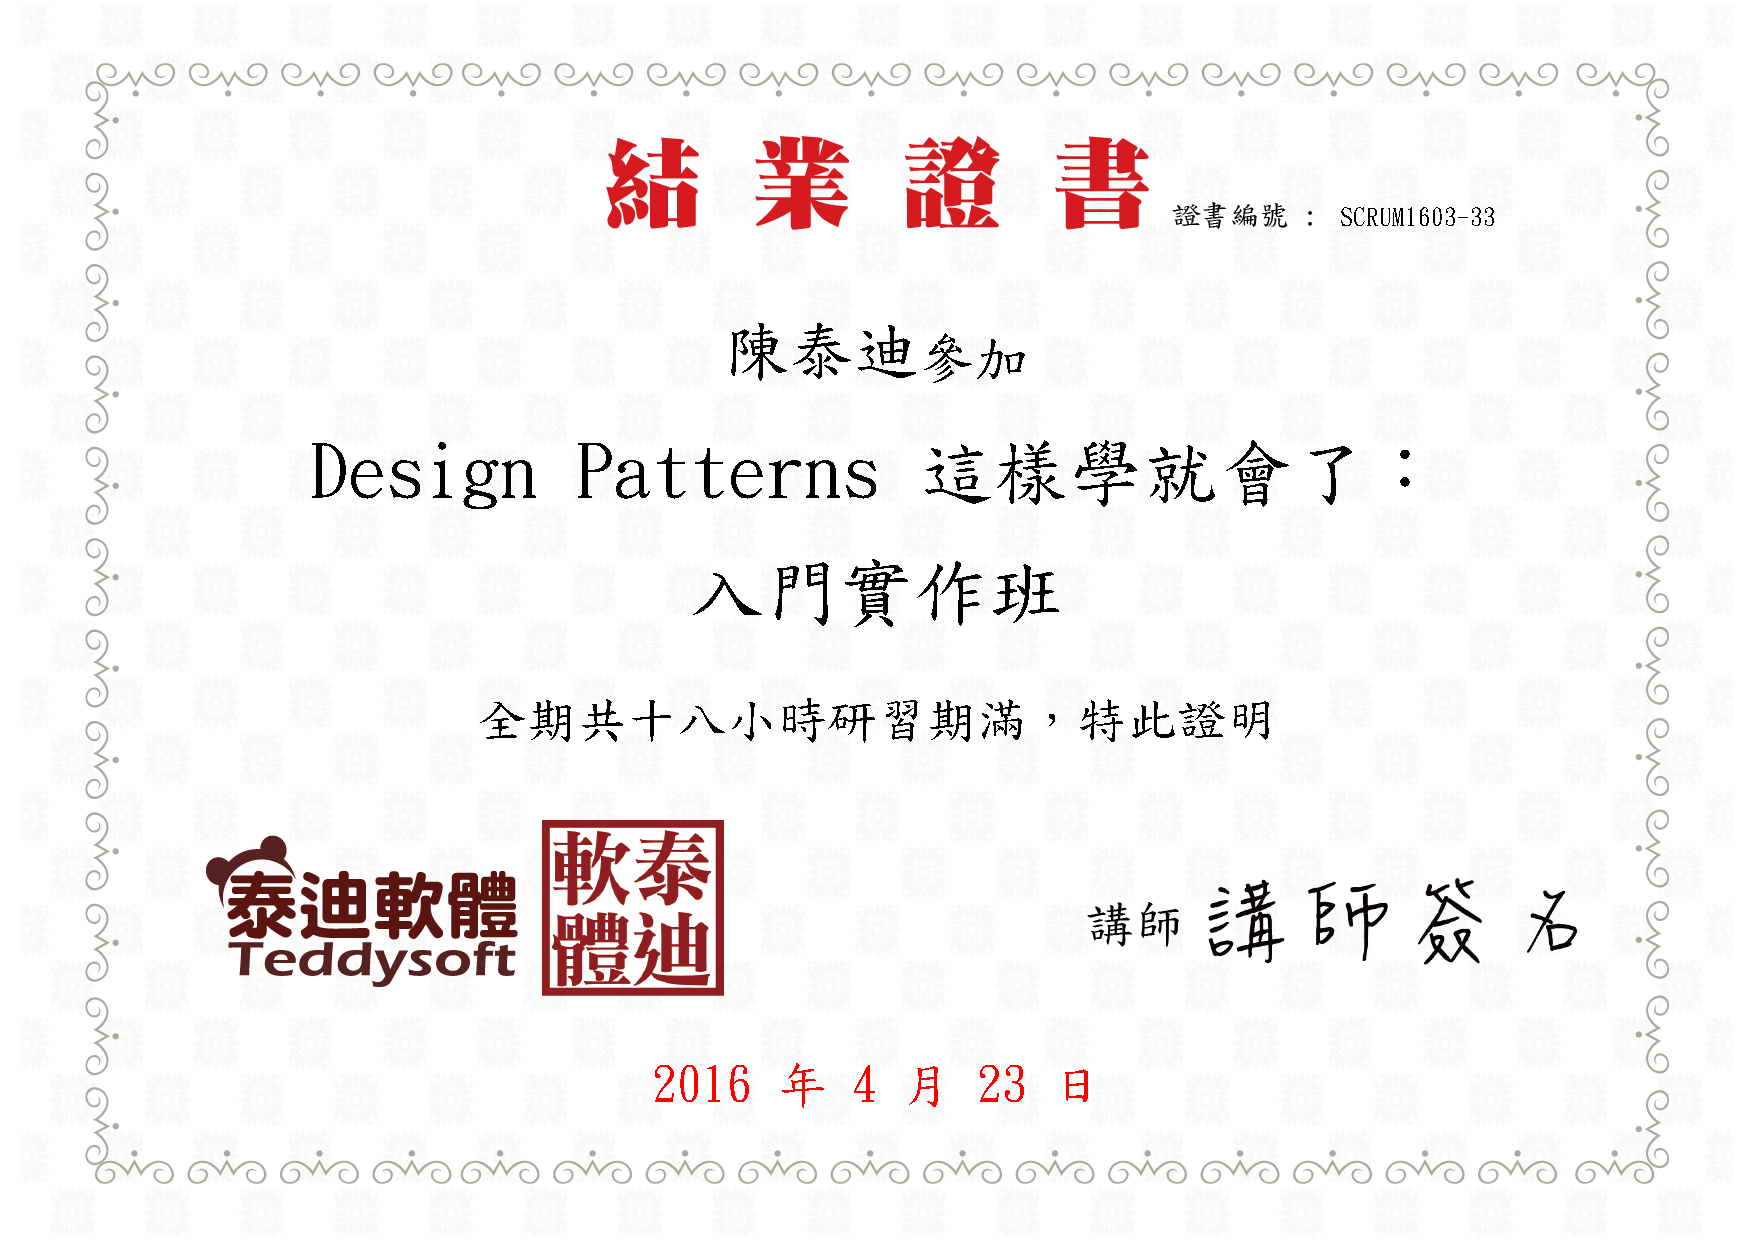 結業證書 證書編號 : SCRUM1603-33
陳泰迪參加
Design Patterns 這樣學就會了：
入門實作班
全期共十八小時研習期滿，特此證明
泰迪軟體
Teddysoft
泰迪軟體
講師 講師簽名
2016 年 4 月 23 日